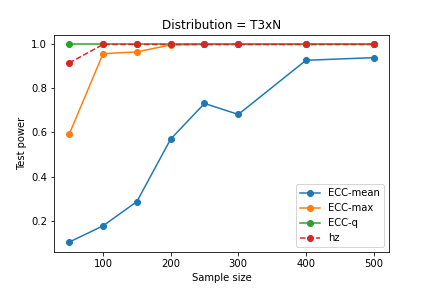 Distribution = T3xN
1.0
0.8
0.6
0.4
0.2
Test power
100
200
300
400
500
Sample size
ECC-mean
ECC-max
ECC-q
hz